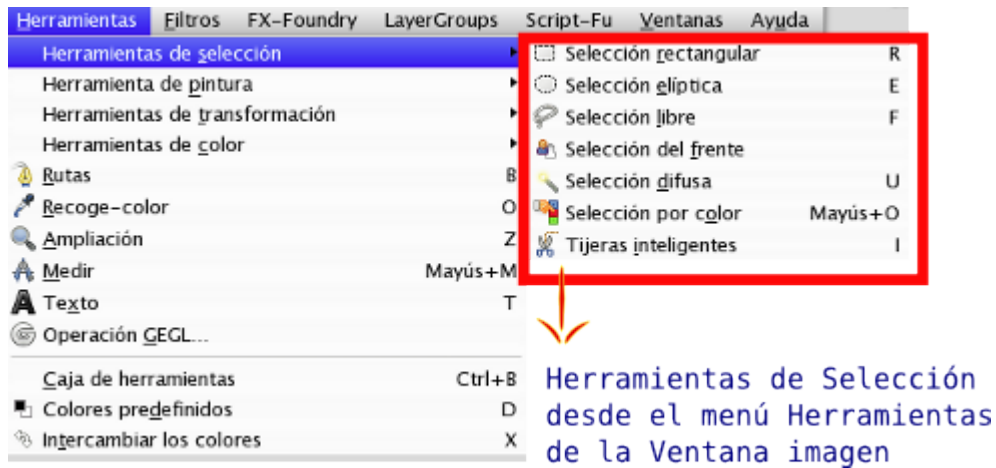 Herramientas Filtros FX-Foundry LayerGroups Script-Fu Ventanas Ayuda
Herramientas de selección
Herramienta de pintura
Herramientas de transformación
Herramientas de color
Rutas B
Recoge-color O
Ampliación Z
Medir Mayús+M
Texto T
Operación GEGL...
Caja de herramientas Ctrl+B
Colores predefinidos D
Intercambiar los colores X
Selección rectangular R
Selección elíptica E
Selección libre F
Selección del frente
Selección difusa U
Selección por color Mayús+O
Tijeras inteligentes I
Herramientas de Selección
desde el menú Herramientas
de la Ventana imagen